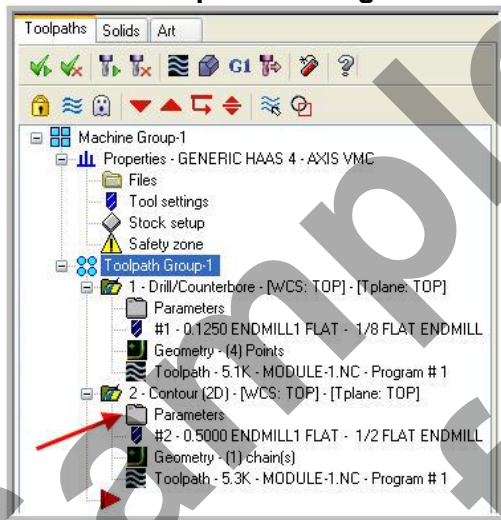 Toolpaths Solids Art
G1
Machine Group-1
Properties - GENERIC HAAS 4 - AXIS VMC
Files
Tool settings
Stock setup
Safety zone
Toolpath Group-1
1 - Drill/Counterbore - [WCS: TOP] - [Tplane: TOP]
Parameters
#1 - 0.1250 ENDMILL1 FLAT - 1/8 FLAT ENDMILL
Geometry - (4) Points
Toolpath - 5.1K - MODULE-1.NC - Program # 1
2 - Contour (2D) - [WCS: TOP] - [Tplane: TOP]
Parameters
#2 - 0.5000 ENDMILL1 FLAT - 1/2 FLAT ENDMILL
Geometry - (1) chain(s)
Toolpath - 5.3K - MODULE-1.NC - Program # 1